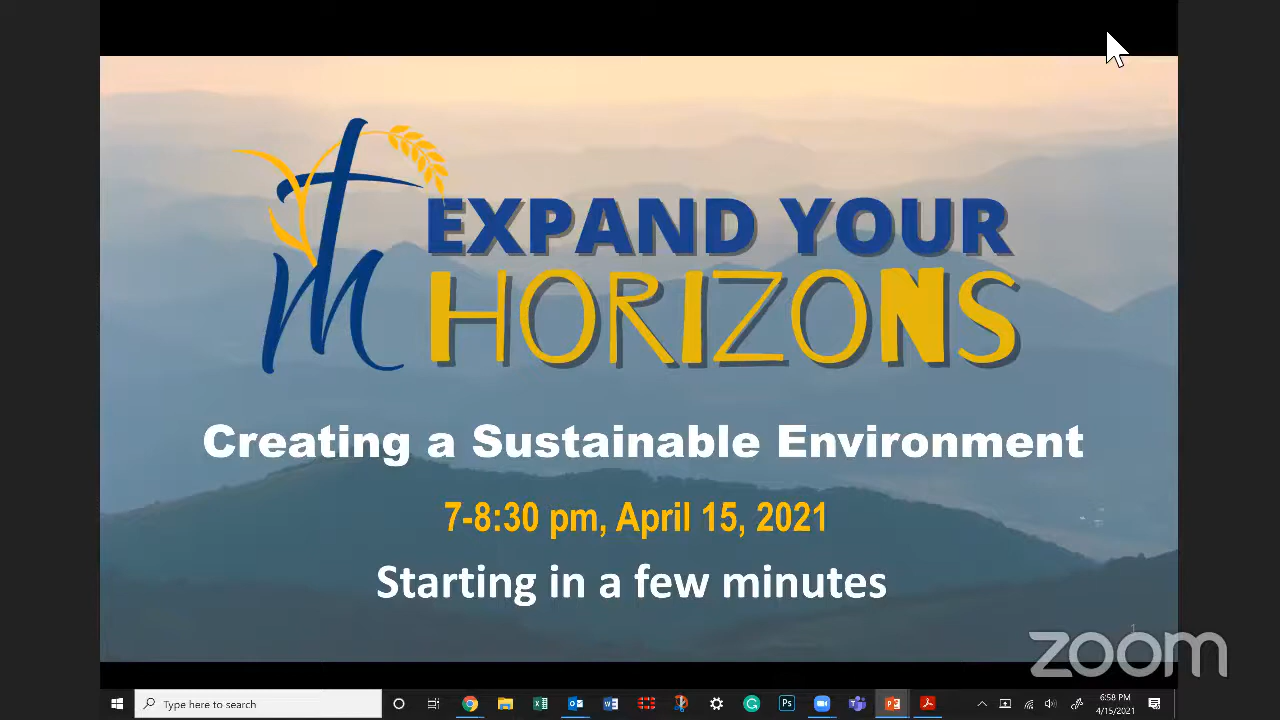 EXPAND YOUR
HORIZONS
Creating a Sustainable Environment
7-8:30 pm, April 15, 2021
Starting in a few minutes
1
zoom
Type here to search
6:58 PM
4/15/2021